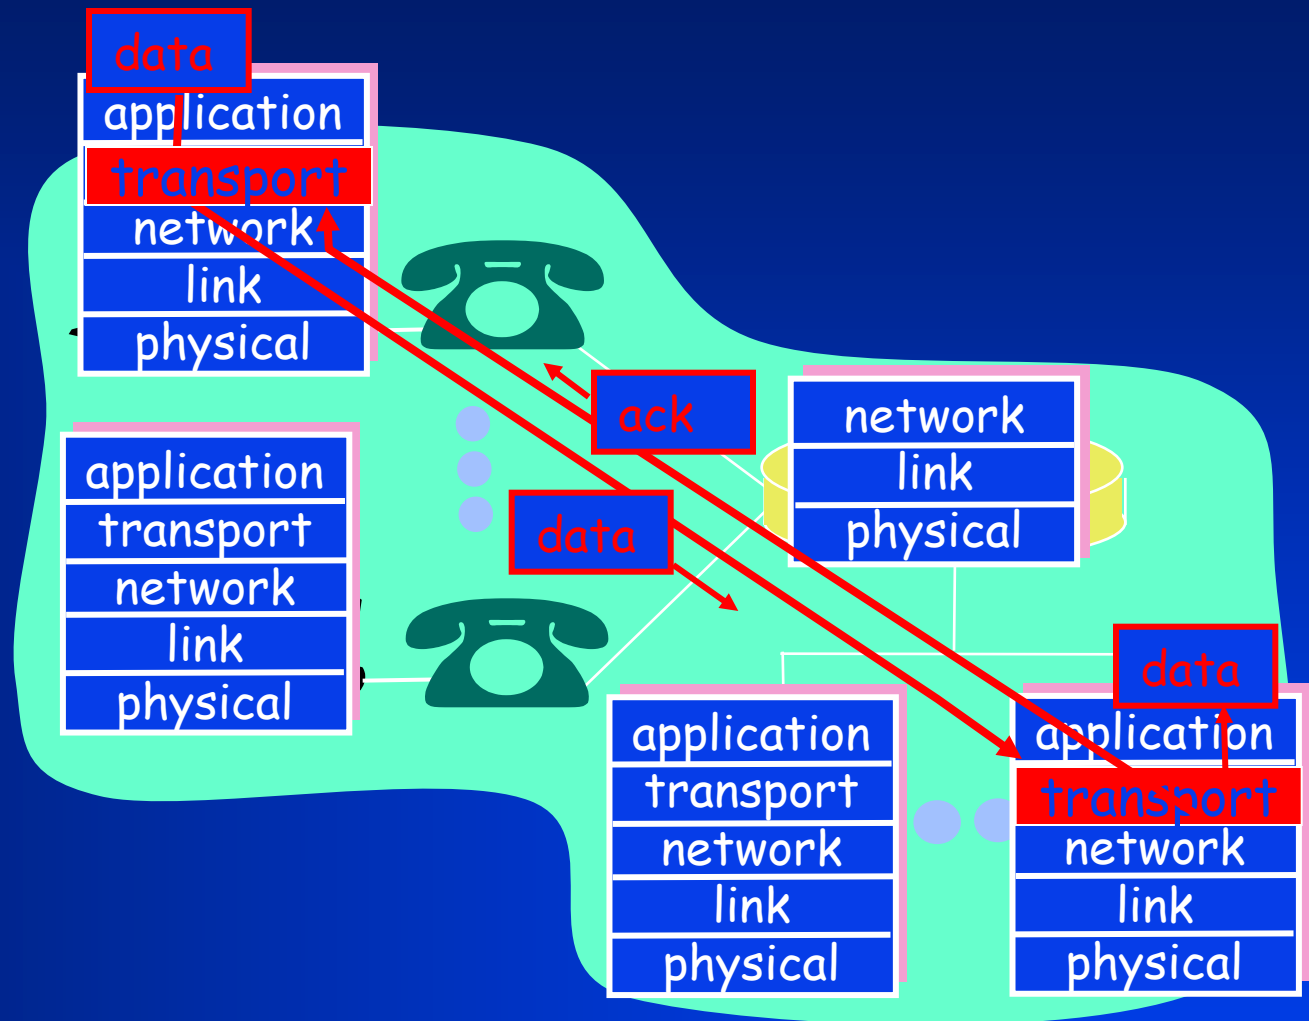 data
application
transport
network
link
physical
ack
network
link
physical
application
transport
network
link
physical
data
data
application
transport
network
link
physical
application
transport
network
link
physical